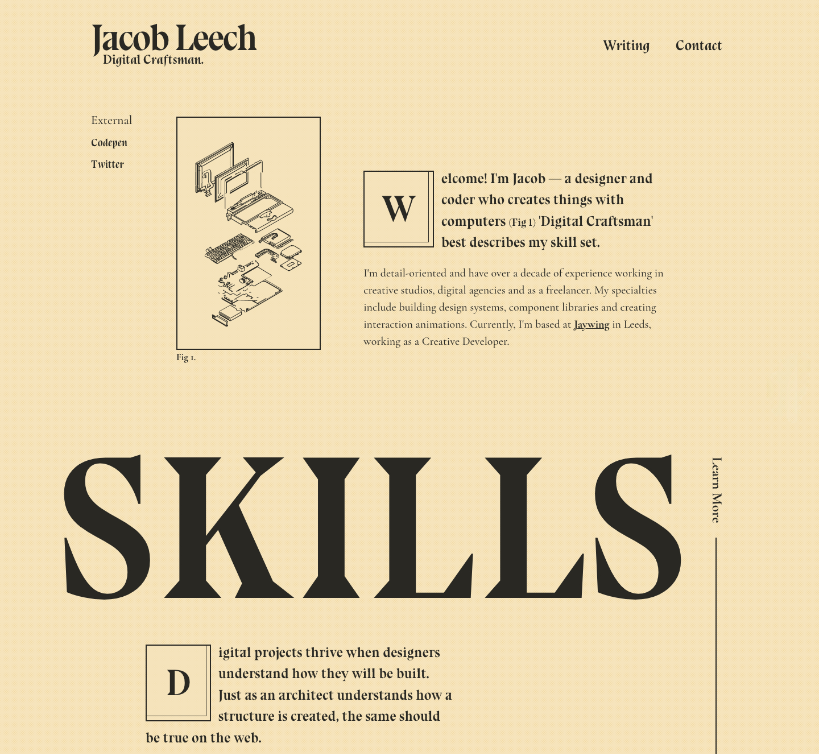 Jacob Leech
Digital Craftsman.
Writing
Contact
External
Codepen
Twitter
Fig 1.
Welcome! I'm Jacob — a designer and
coder who creates things with
computers (Fig 1) 'Digital Craftsman'
best describes my skill set.
I'm detail-oriented and have over a decade of experience working in
creative studios, digital agencies and as a freelancer. My specialties
include building design systems, component libraries and creating
interaction animations. Currently, I'm based at Jaywing in Leeds,
working as a Creative Developer.
SKILLS
Learn More
Digital projects thrive when designers
understand how they will be built.
Just as an architect understands how a
structure is created, the same should
be true on the web.